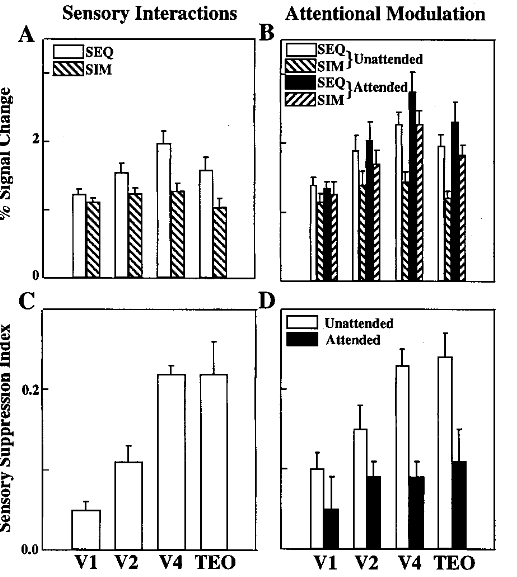 Sensory Interactions
Attentional Modulation
A
B
SEQ
SIM
SEQ
SIM
Unattended
SEQ
SIM
Attended
% Signal Change
2
0
C
D
Unattended
Attended
Sensory Suppression Index
0.2
0.0
V1 V2 V4 TEO
V1 V2 V4 TEO